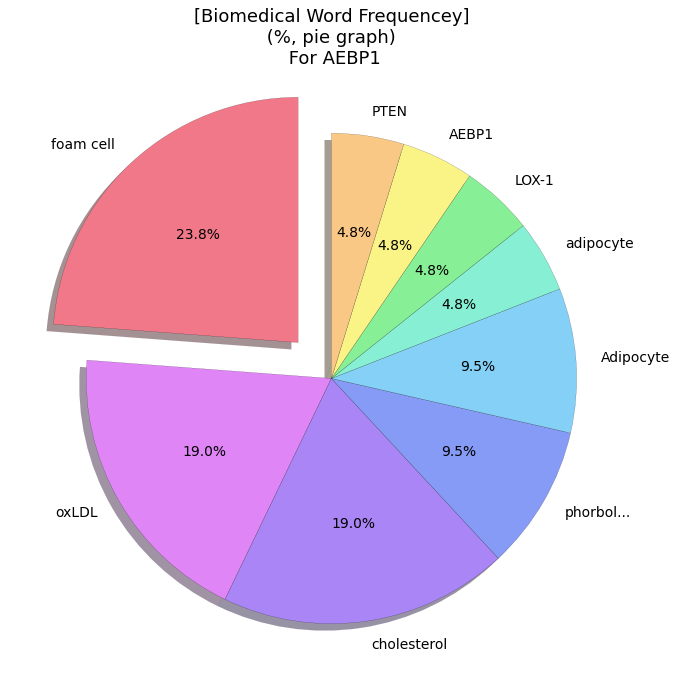 [Biomedical Word Frequencey]
(%, pie graph)
For AEBP1
PTEN
AEBP1
foam cell
LOX-1
adipocyte
Adipocyte
phorbol...
oxLDL
cholesterol
23.8%
4.8%
4.8%
4.8%
4.8%
9.5%
9.5%
19.0%
19.0%